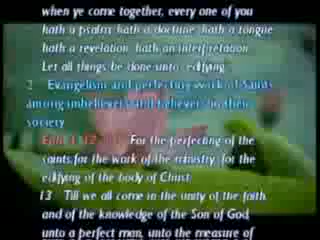 when ye come together, every one of you
hath a psalm, hath a doctrine, hath a tongue
hath a revelation, hath an interpretation.
Let all things be done unto edifying.
2. Evangelism and perfecting work of Saints
among unbelievers and believers in
society
Eph 12 For the perfecting of the
saints, for the work of the ministry, for the
edifying of the body of Christ:
13 Till we all come in the unity of the faith,
and of the knowledge of the Son of God,
unto a perfect man, unto the measure of